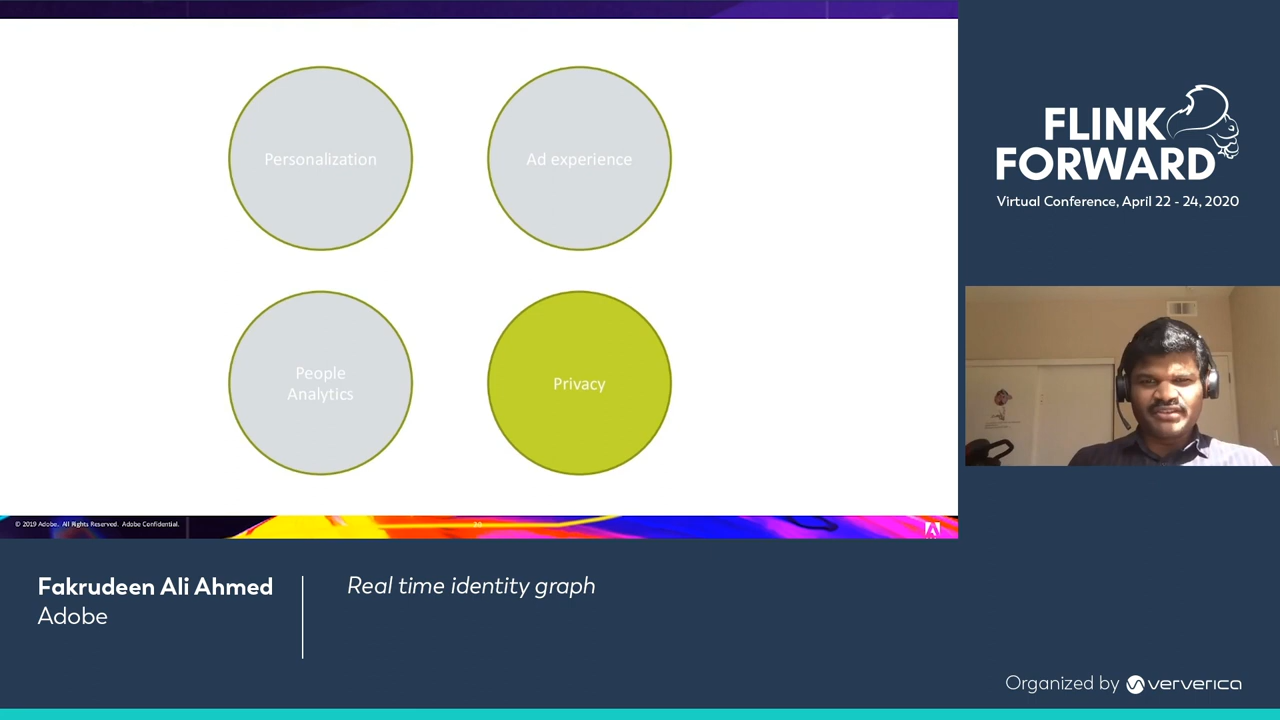 Personalization
Ad experience
People
Analytics
Privacy
© 2019 Adobe. All Rights Reserved. Adobe Confidential.
FLINK
FORWARD
Virtual Conference, April 22 - 24, 2020
Fakrudeen Ali Ahmed
Adobe
Real time identity graph
Organized by ververica